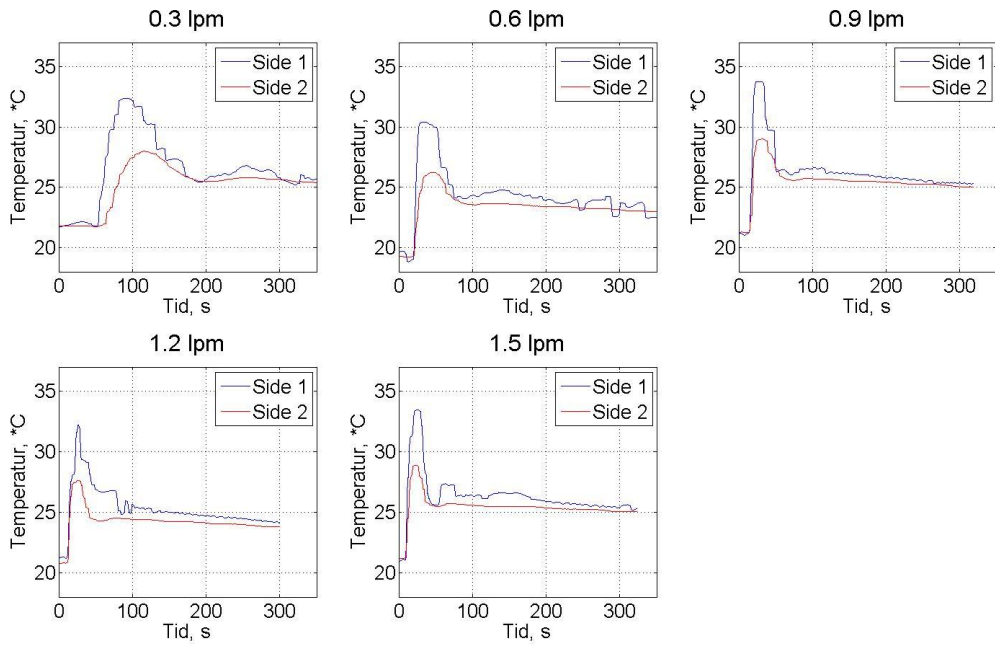 0.3 lpm
Temperatur, *C
35
30
25
20
0 100 200 300
Tid, s
Side 1
Side 2
0.6 lpm
Temperatur, *C
35
30
25
20
0 100 200 300
Tid, s
Side 1
Side 2
0.9 lpm
Temperatur, *C
35
30
25
20
0 100 200 300
Tid, s
Side 1
Side 2
1.2 lpm
Temperatur, *C
35
30
25
20
0 100 200 300
Tid, s
Side 1
Side 2
1.5 lpm
Temperatur, *C
35
30
25
20
0 100 200 300
Tid, s
Side 1
Side 2